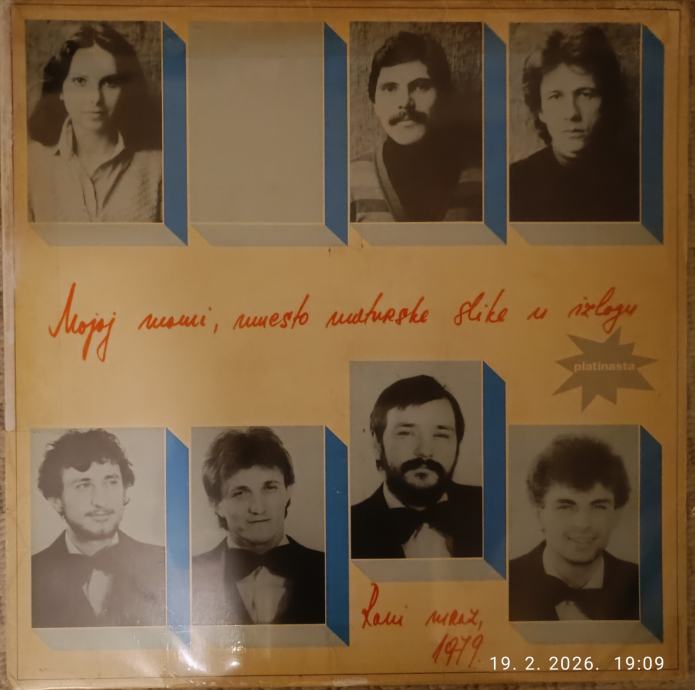 Mojoj mami, umesto maturske slike u izlogu
platinasta
Rani mraz,
1979.
19. 2. 2026. 19:09